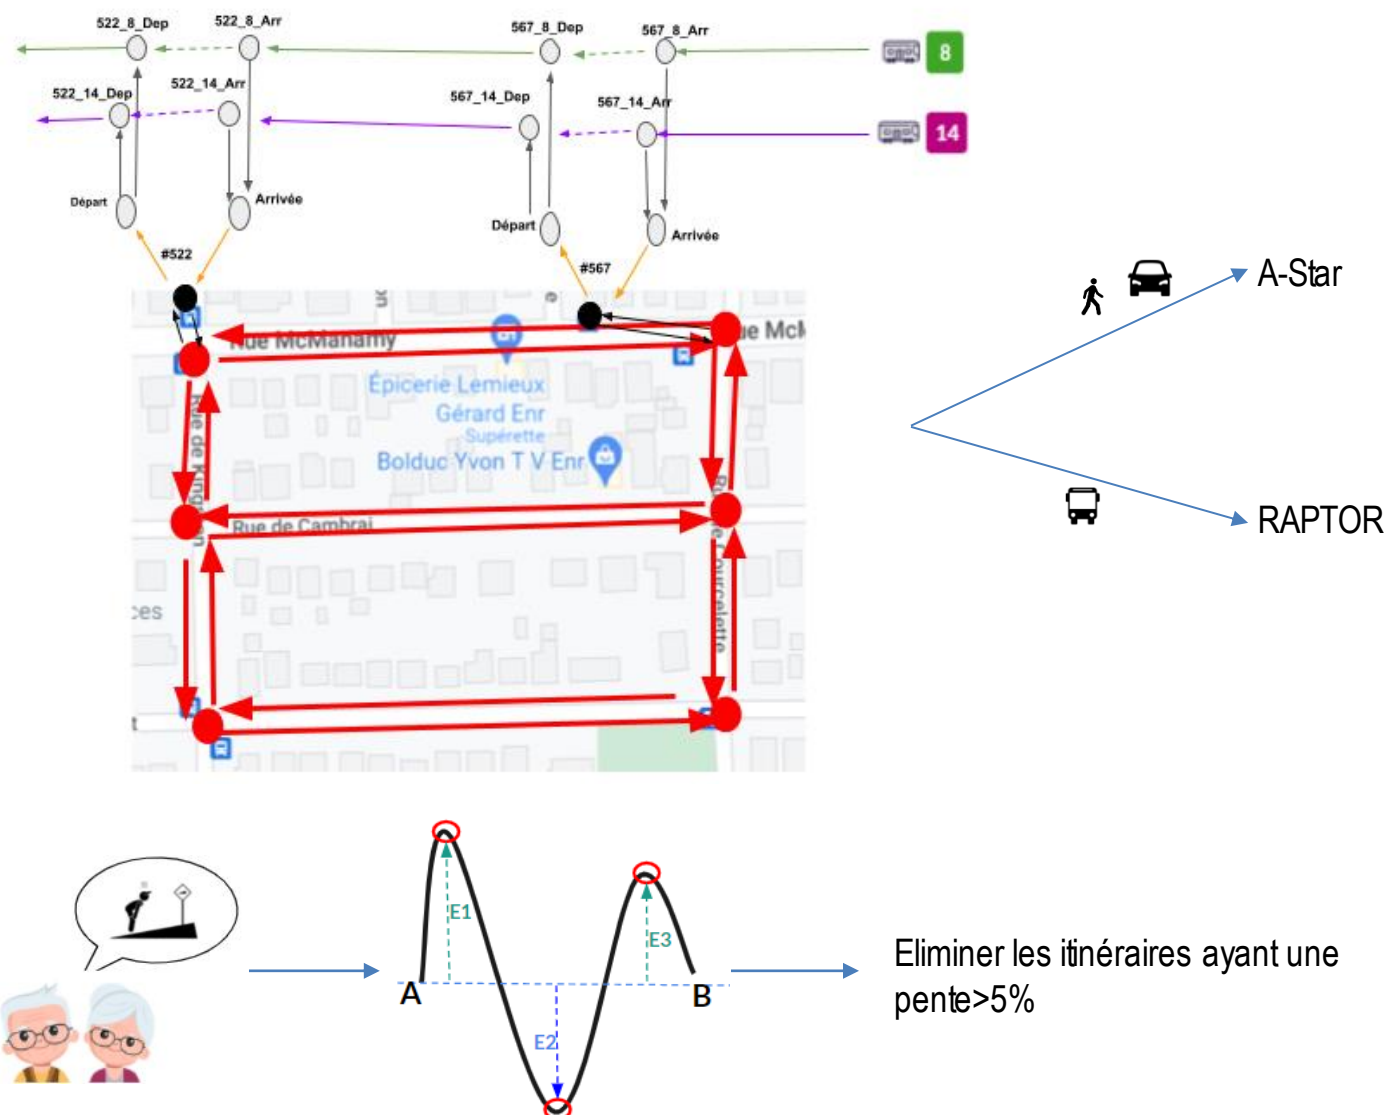 522_8_Dep
522_8_Arr
567_8_Dep
567_8_Arr
8
522_14_Dep
522_14_Arr
567_14_Dep
567_14_Arr
14
Départ
Arrivée
Départ
Arrivée
#522
#567
Rue McManamy
Épicerie Lemieux
Gérard Enr
Supérette
Bolduc Yvon T V Enr
Rue de Cambrai
A-Star
RAPTOR
E1
E3
A
B
E2
Eliminer les itinéraires ayant une
pente>5%